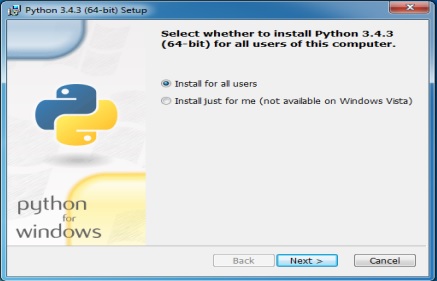 Python 3.4.3 (64-bit) Setup
Select whether to install Python 3.4.3
(64-bit) for all users of this computer.
Install for all users
Install just for me (not available on Windows Vista)
python
for
windows
Back
Next >
Cancel